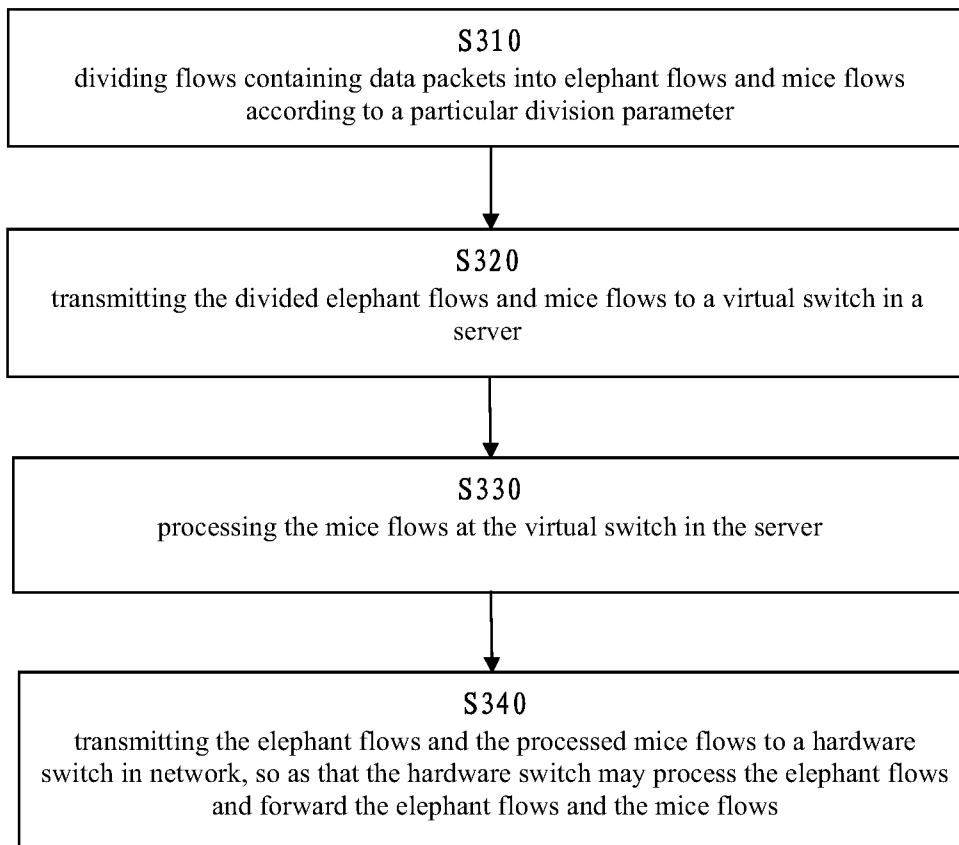 S310
dividing flows containing data packets into elephant flows and mice flows
according to a particular division parameter
S320
transmitting the divided elephant flows and mice flows to a virtual switch in a
server
S330
processing the mice flows at the virtual switch in the server
S340
transmitting the elephant flows and the processed mice flows to a hardware
switch in network, so as that the hardware switch may process the elephant flows
and forward the elephant flows and the mice flows